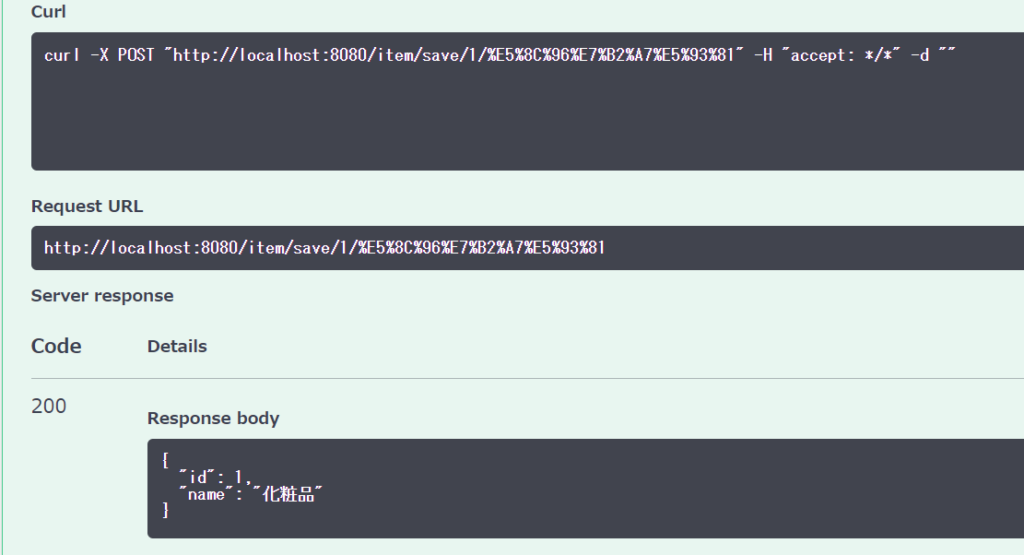 Curl
curl -X POST "http://localhost:8080/item/save/1/%E5%8C%96%E7%B2%A7%E5%93%81" -H "accept: */*" -d ""
Request URL
http://localhost:8080/item/save/1/%E5%8C%96%E7%B2%A7%E5%93%81
Server response
Code Details
200
Response body
{
"id": 1,
"name": "化粧品"
}